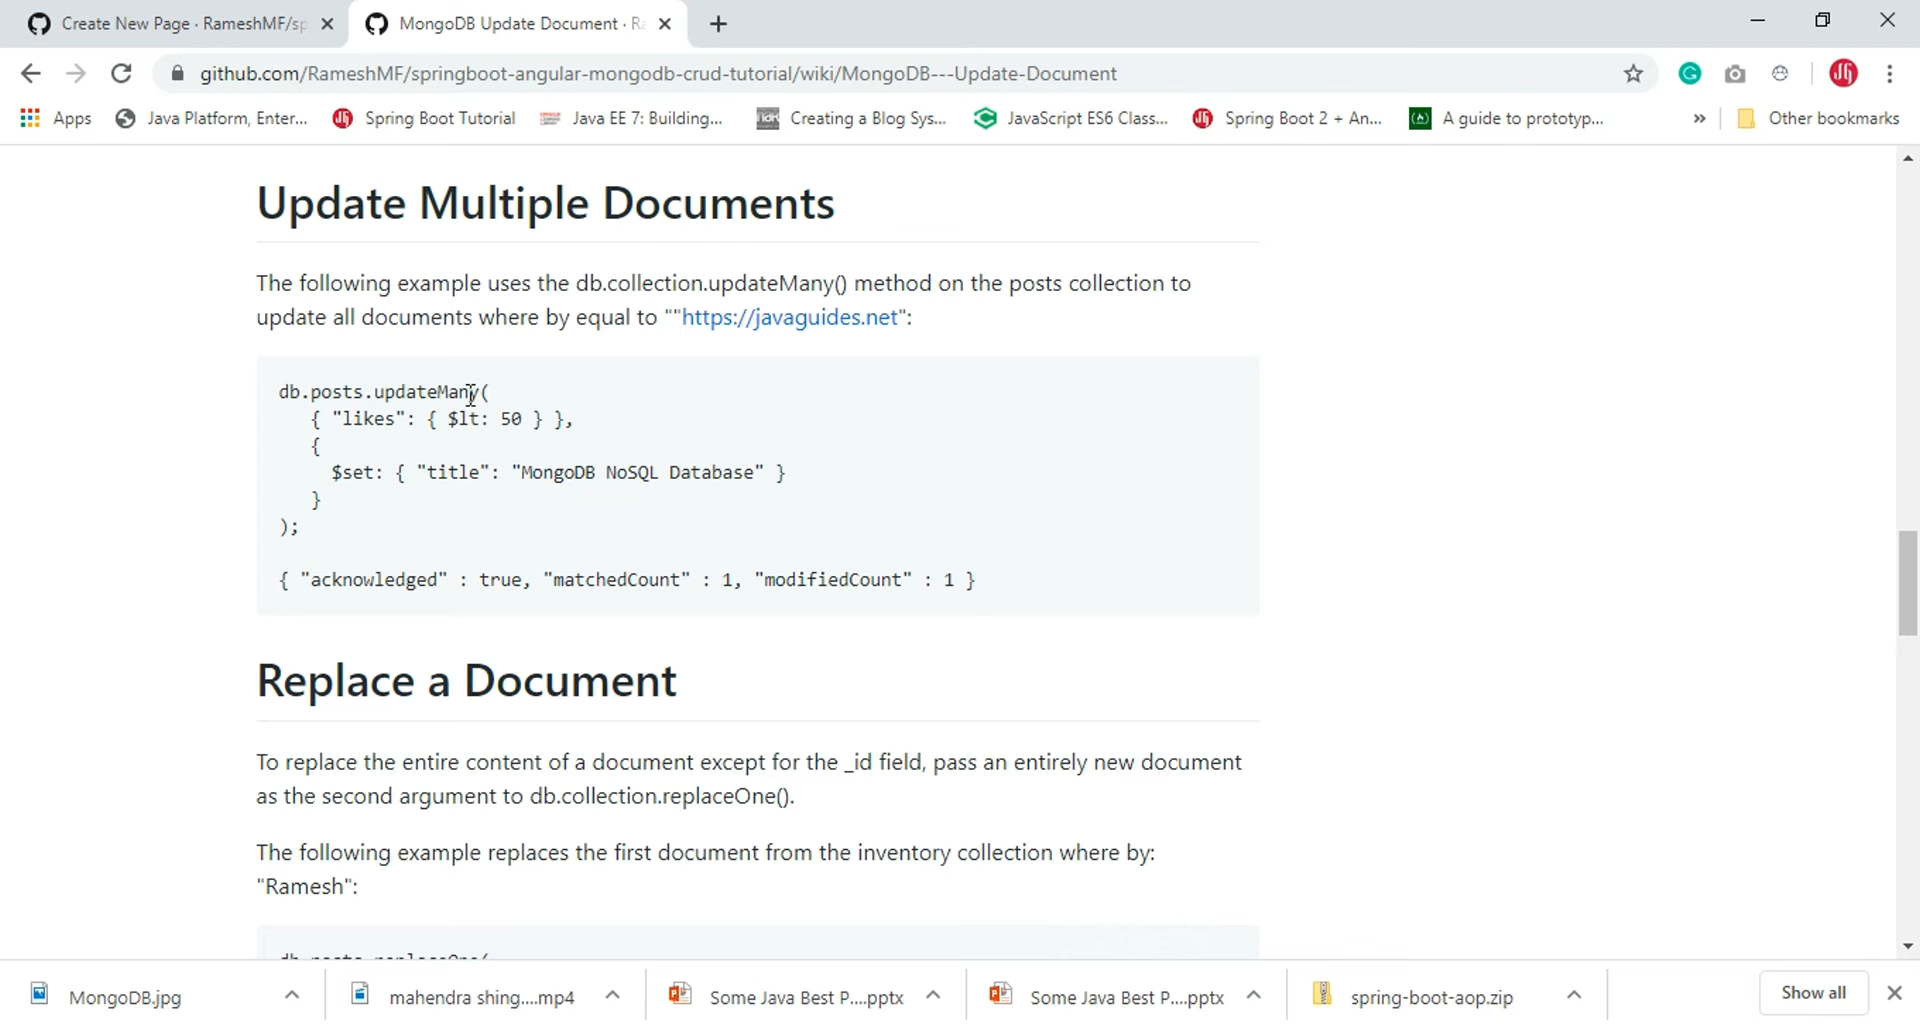 Create New Page · RameshMF/sp
MongoDB Update Document · Ra
github.com/RameshMF/springboot-angular-mongodb-crud-tutorial/wiki/MongoDB---Update-Document
Apps
Java Platform, Enter...
Spring Boot Tutorial
Java EE 7: Building...
Creating a Blog Sys...
JavaScript ES6 Class...
Spring Boot 2 + An...
A guide to prototyp...
»
Other bookmarks
Update Multiple Documents
The following example uses the db.collection.updateMany() method on the posts collection to
update all documents where by equal to ""https://javaguides.net":
db.posts.updateMany(
{ "likes": { $lt: 50 } },
{
$set: { "title": "MongoDB NoSQL Database" }
}
);
{ "acknowledged" : true, "matchedCount" : 1, "modifiedCount" : 1 }
Replace a Document
To replace the entire content of a document except for the _id field, pass an entirely new document
as the second argument to db.collection.replaceOne().
The following example replaces the first document from the inventory collection where by:
"Ramesh":
db.posts.replaceOne(
MongoDB.jpg
mahendra shing....mp4
Some Java Best P....pptx
Some Java Best P....pptx
spring-boot-aop.zip
Show all